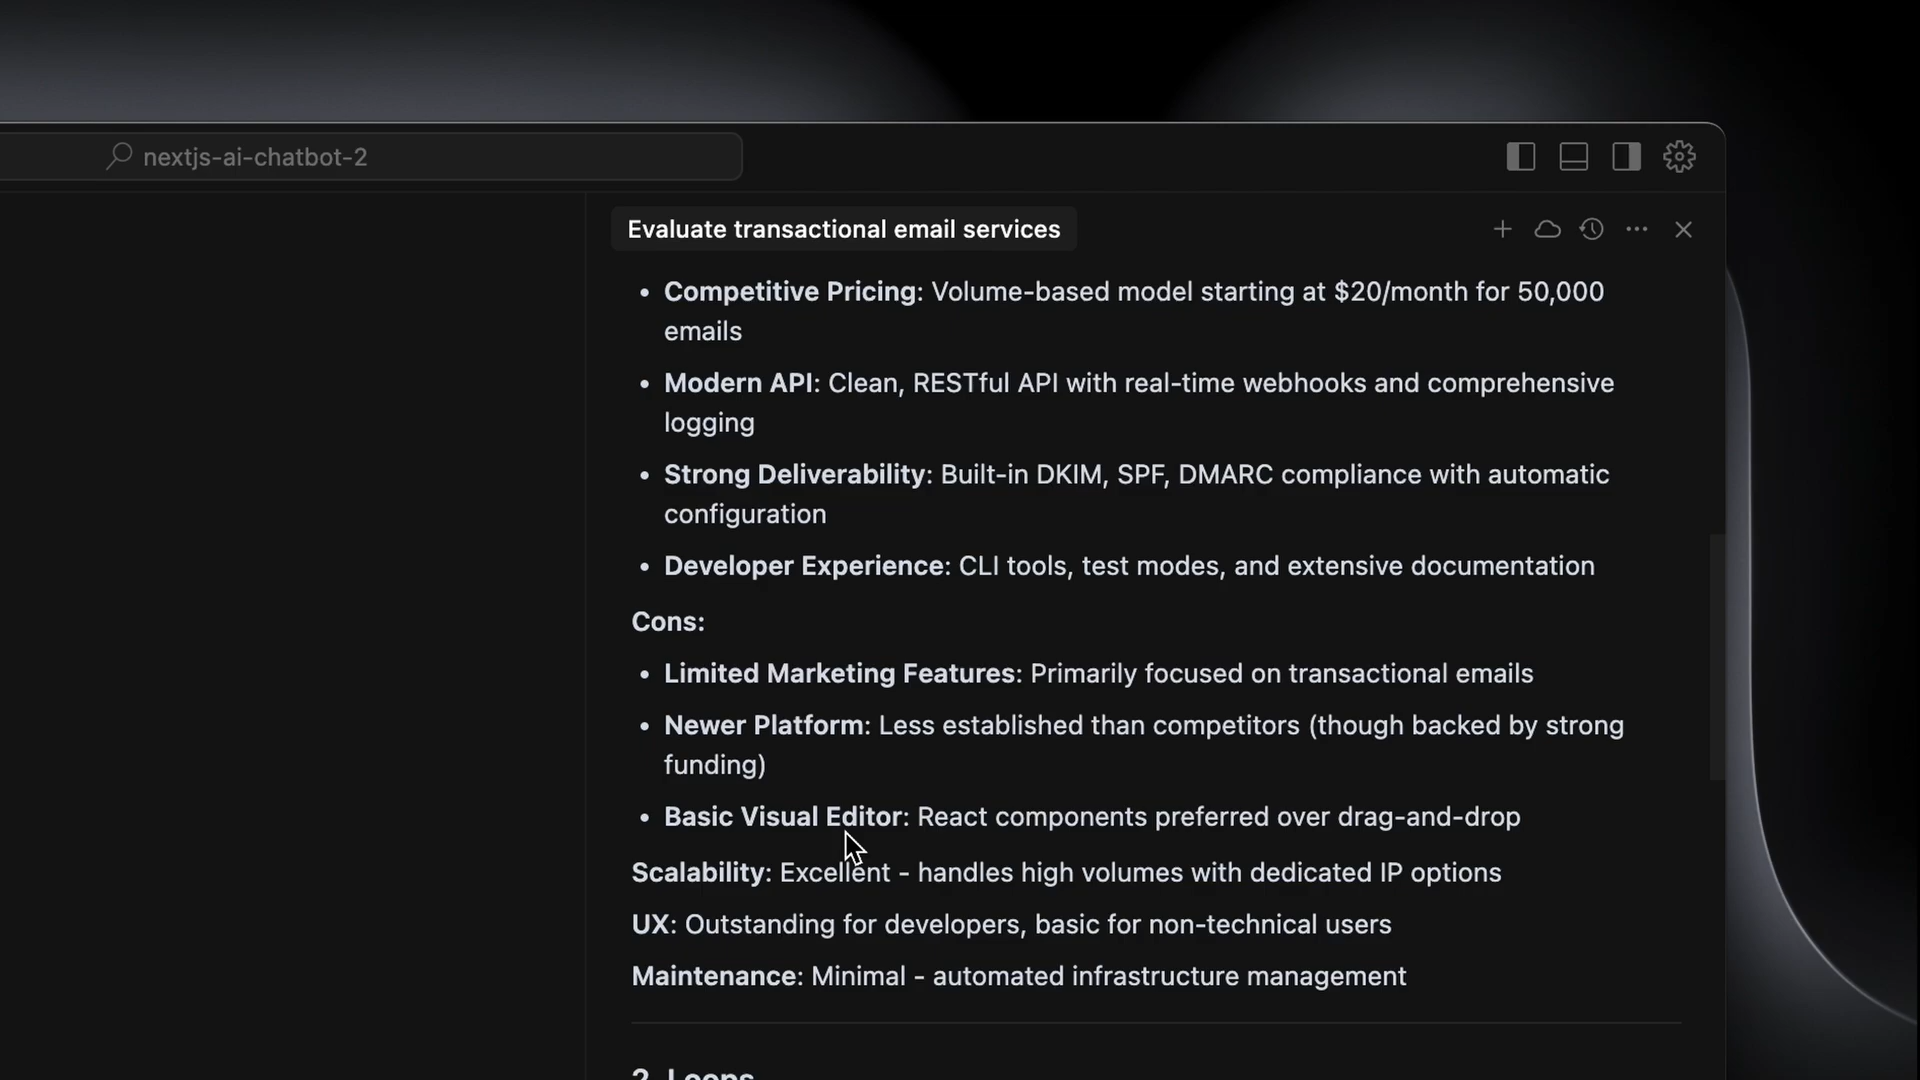 nextjs-ai-chatbot-2
Evaluate transactional email services
• Competitive Pricing: Volume-based model starting at $20/month for 50,000
emails
• Modern API: Clean, RESTful API with real-time webhooks and comprehensive
logging
• Strong Deliverability: Built-in DKIM, SPF, DMARC compliance with automatic
configuration
• Developer Experience: CLI tools, test modes, and extensive documentation
Cons:
• Limited Marketing Features: Primarily focused on transactional emails
• Newer Platform: Less established than competitors (though backed by strong
funding)
• Basic Visual Editor: React components preferred over drag-and-drop
Scalability: Excellent - handles high volumes with dedicated IP options
UX: Outstanding for developers, basic for non-technical users
Maintenance: Minimal - automated infrastructure management
2. Loops